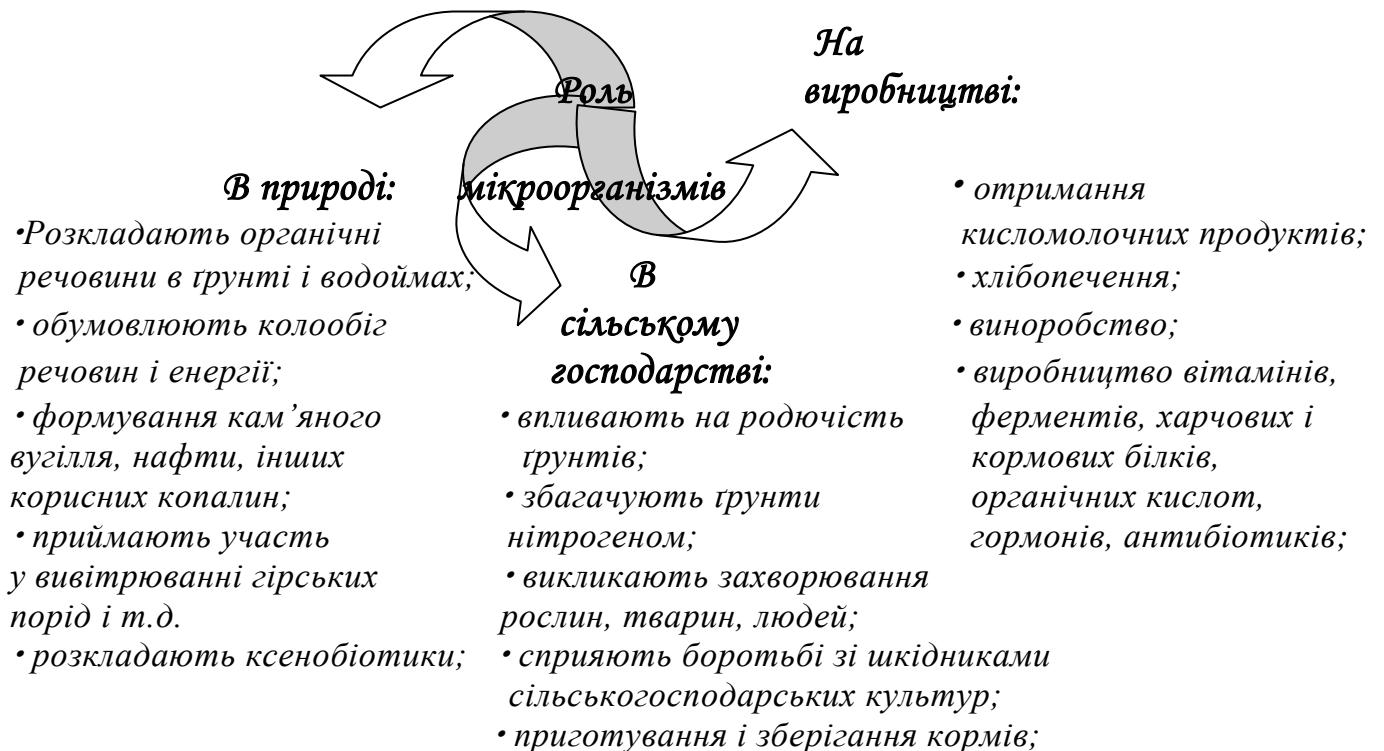 Роль
мікроорганізмів
В природі:
•Розкладають органічні
речовини в ґрунті і водоймах;
• обумовлюють колообіг
речовин і енергії;
• формування кам’яного
вугілля, нафти, інших
корисних копалин;
• приймають участь
у вивітрюванні гірських
порід і т.д.
• розкладають ксенобіотики;
В
сільському
господарстві:
• впливають на родючість
ґрунтів;
• збагачують ґрунти
нітрогеном;
• викликають захворювання
рослин, тварин, людей;
• сприяють боротьбі зі шкідниками
сільськогосподарських культур;
• приготування і зберігання кормів;
На
виробництві:
• отримання
кисломолочних продуктів;
• хлібопечення;
• виноробство;
• виробництво вітамінів,
ферментів, харчових і
кормових білків,
органічних кислот,
гормонів, антибіотиків;